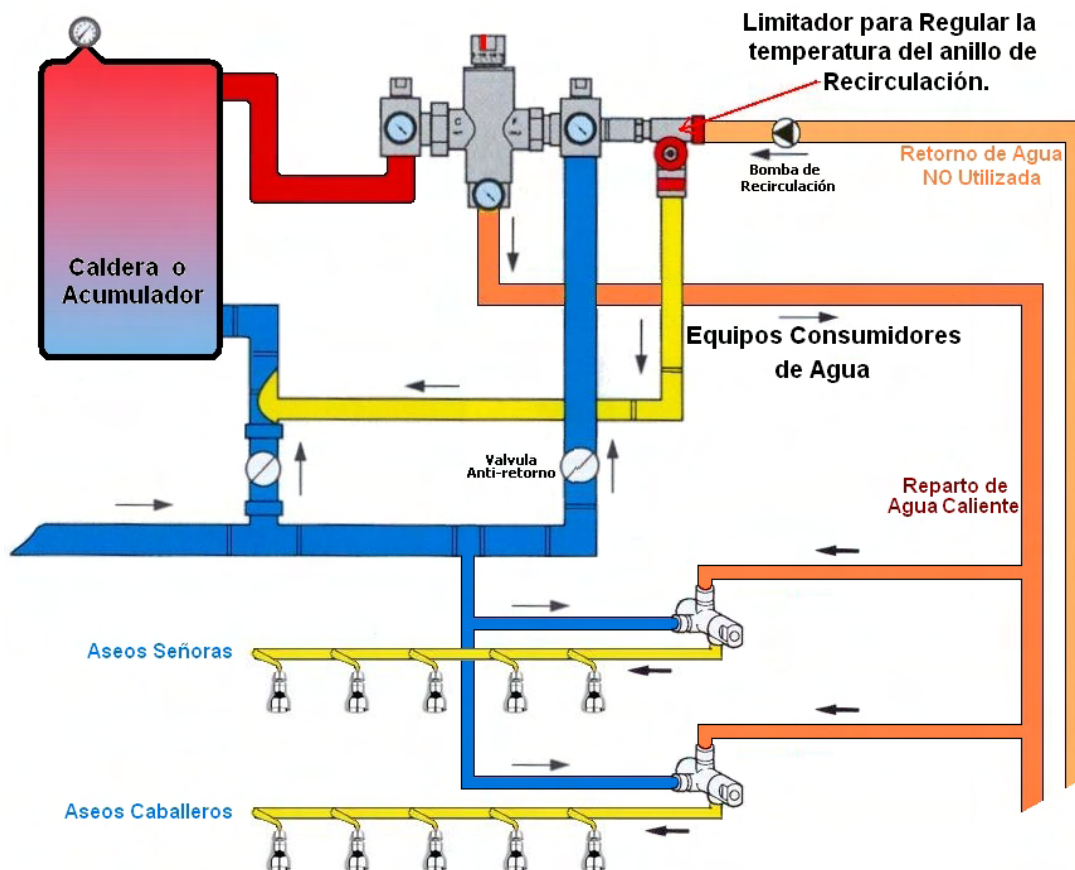 Limitador para Regular la
temperatura del anillo de
Recirculación.
Retorno de Agua
NO Utilizada
Bomba de
Recirculación
Caldera o
Acumulador
Equipos Consumidores
de Agua
Valvula
Anti-retorno
Reparto de
Agua Caliente
Aseos Señoras
Aseos Caballeros